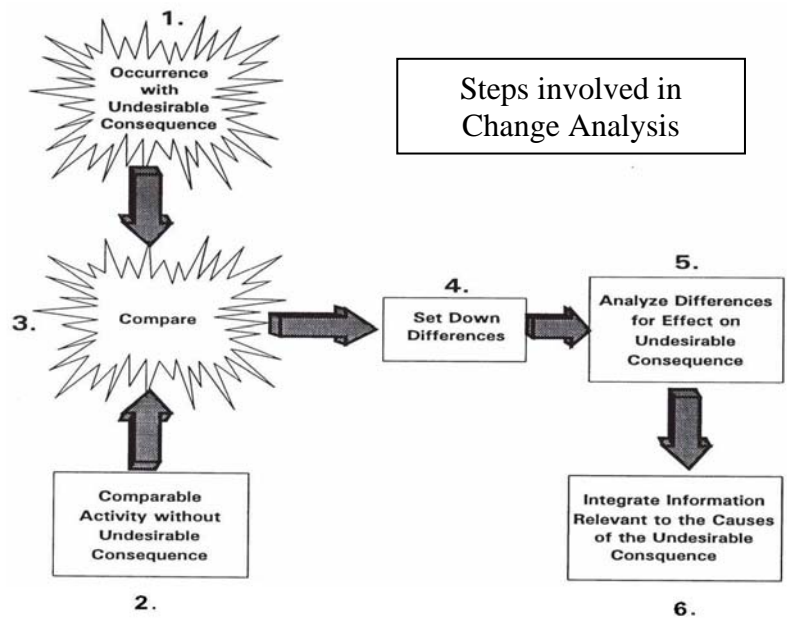 1.
Occurrence
with
Undesirable
Consequence
Steps involved in
Change Analysis
3.
Compare
4.
Set Down
Differences
5.
Analyze Differences
for Effect on
Undesirable
Consequence
Comparable
Activity without
Undesirable
Consequence
2.
Integrate Information
Relevant to the Causes
of the Undesirable
Consquence
6.